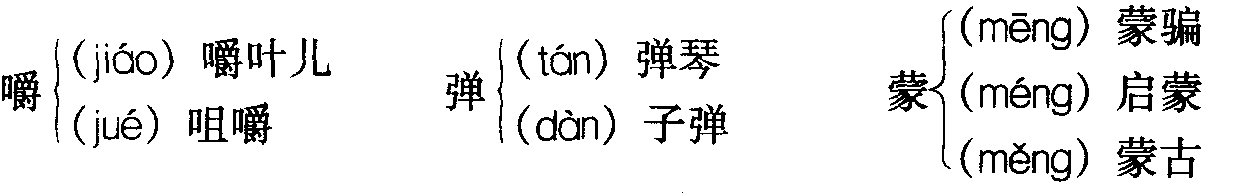 嚼
(jiáo) 嚼叶儿
(jué) 咀嚼
弹
(tán) 弹琴
(dàn) 子弹
蒙
(mēng) 蒙骗
(méng) 启蒙
(měng) 蒙古